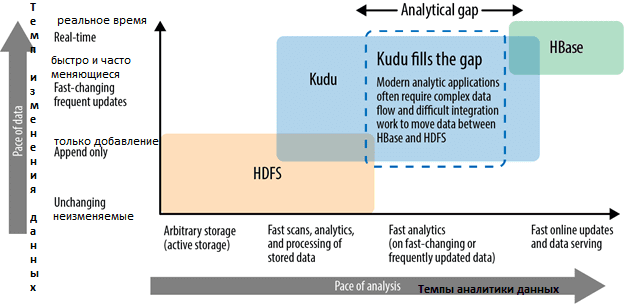 Analytical gap
реальное время
Real-time
быстро и часто
меняющиеся
Fast-changing
frequent updates
только добавление
Append only
Unchanging
неизменяемые
Темп изменения данных
Pace of data
Kudu
Kudu fills the gap
Modern analytic applications
often require complex data
flow and difficult integration
work to move data between
HBase and HDFS
HBase
HDFS
Arbitrary storage
(active storage)
Fast scans, analytics,
and processing of
stored data
Fast analytics
(on fast-changing or
frequently updated data)
Fast online updates
and data serving
Pace of analysis
Темпы аналитики данных